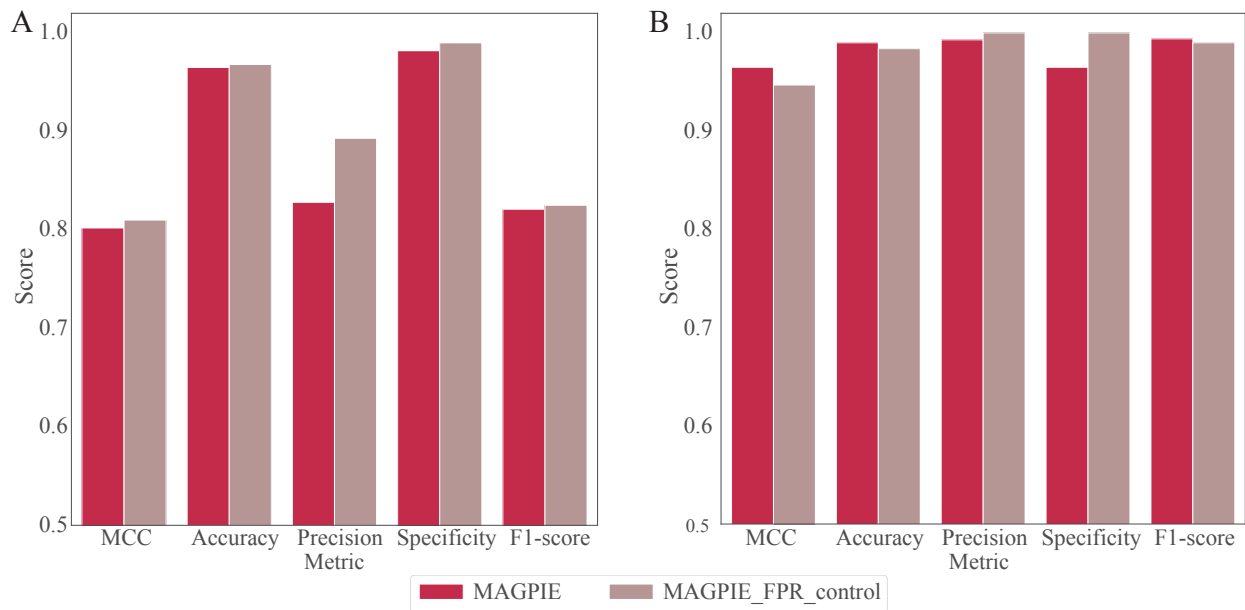 A
1.0
0.9
0.8
0.7
0.6
0.5
Score
MCC Accuracy Precision Specificity F1-score
Metric
B
1.0
0.9
0.8
0.7
0.6
0.5
Score
MCC Accuracy Precision Specificity F1-score
Metric
MAGPIE MAGPIE_FPR_control